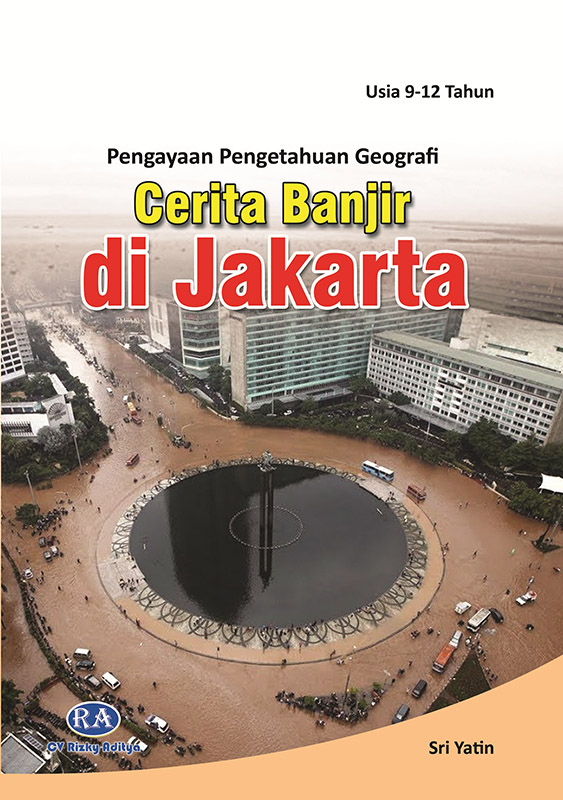 Usia 9-12 Tahun
Pengayaan Pengetahuan Geografi
Cerita Banjir
di Jakarta
RA
CV Rizky Aditya
Sri Yatin